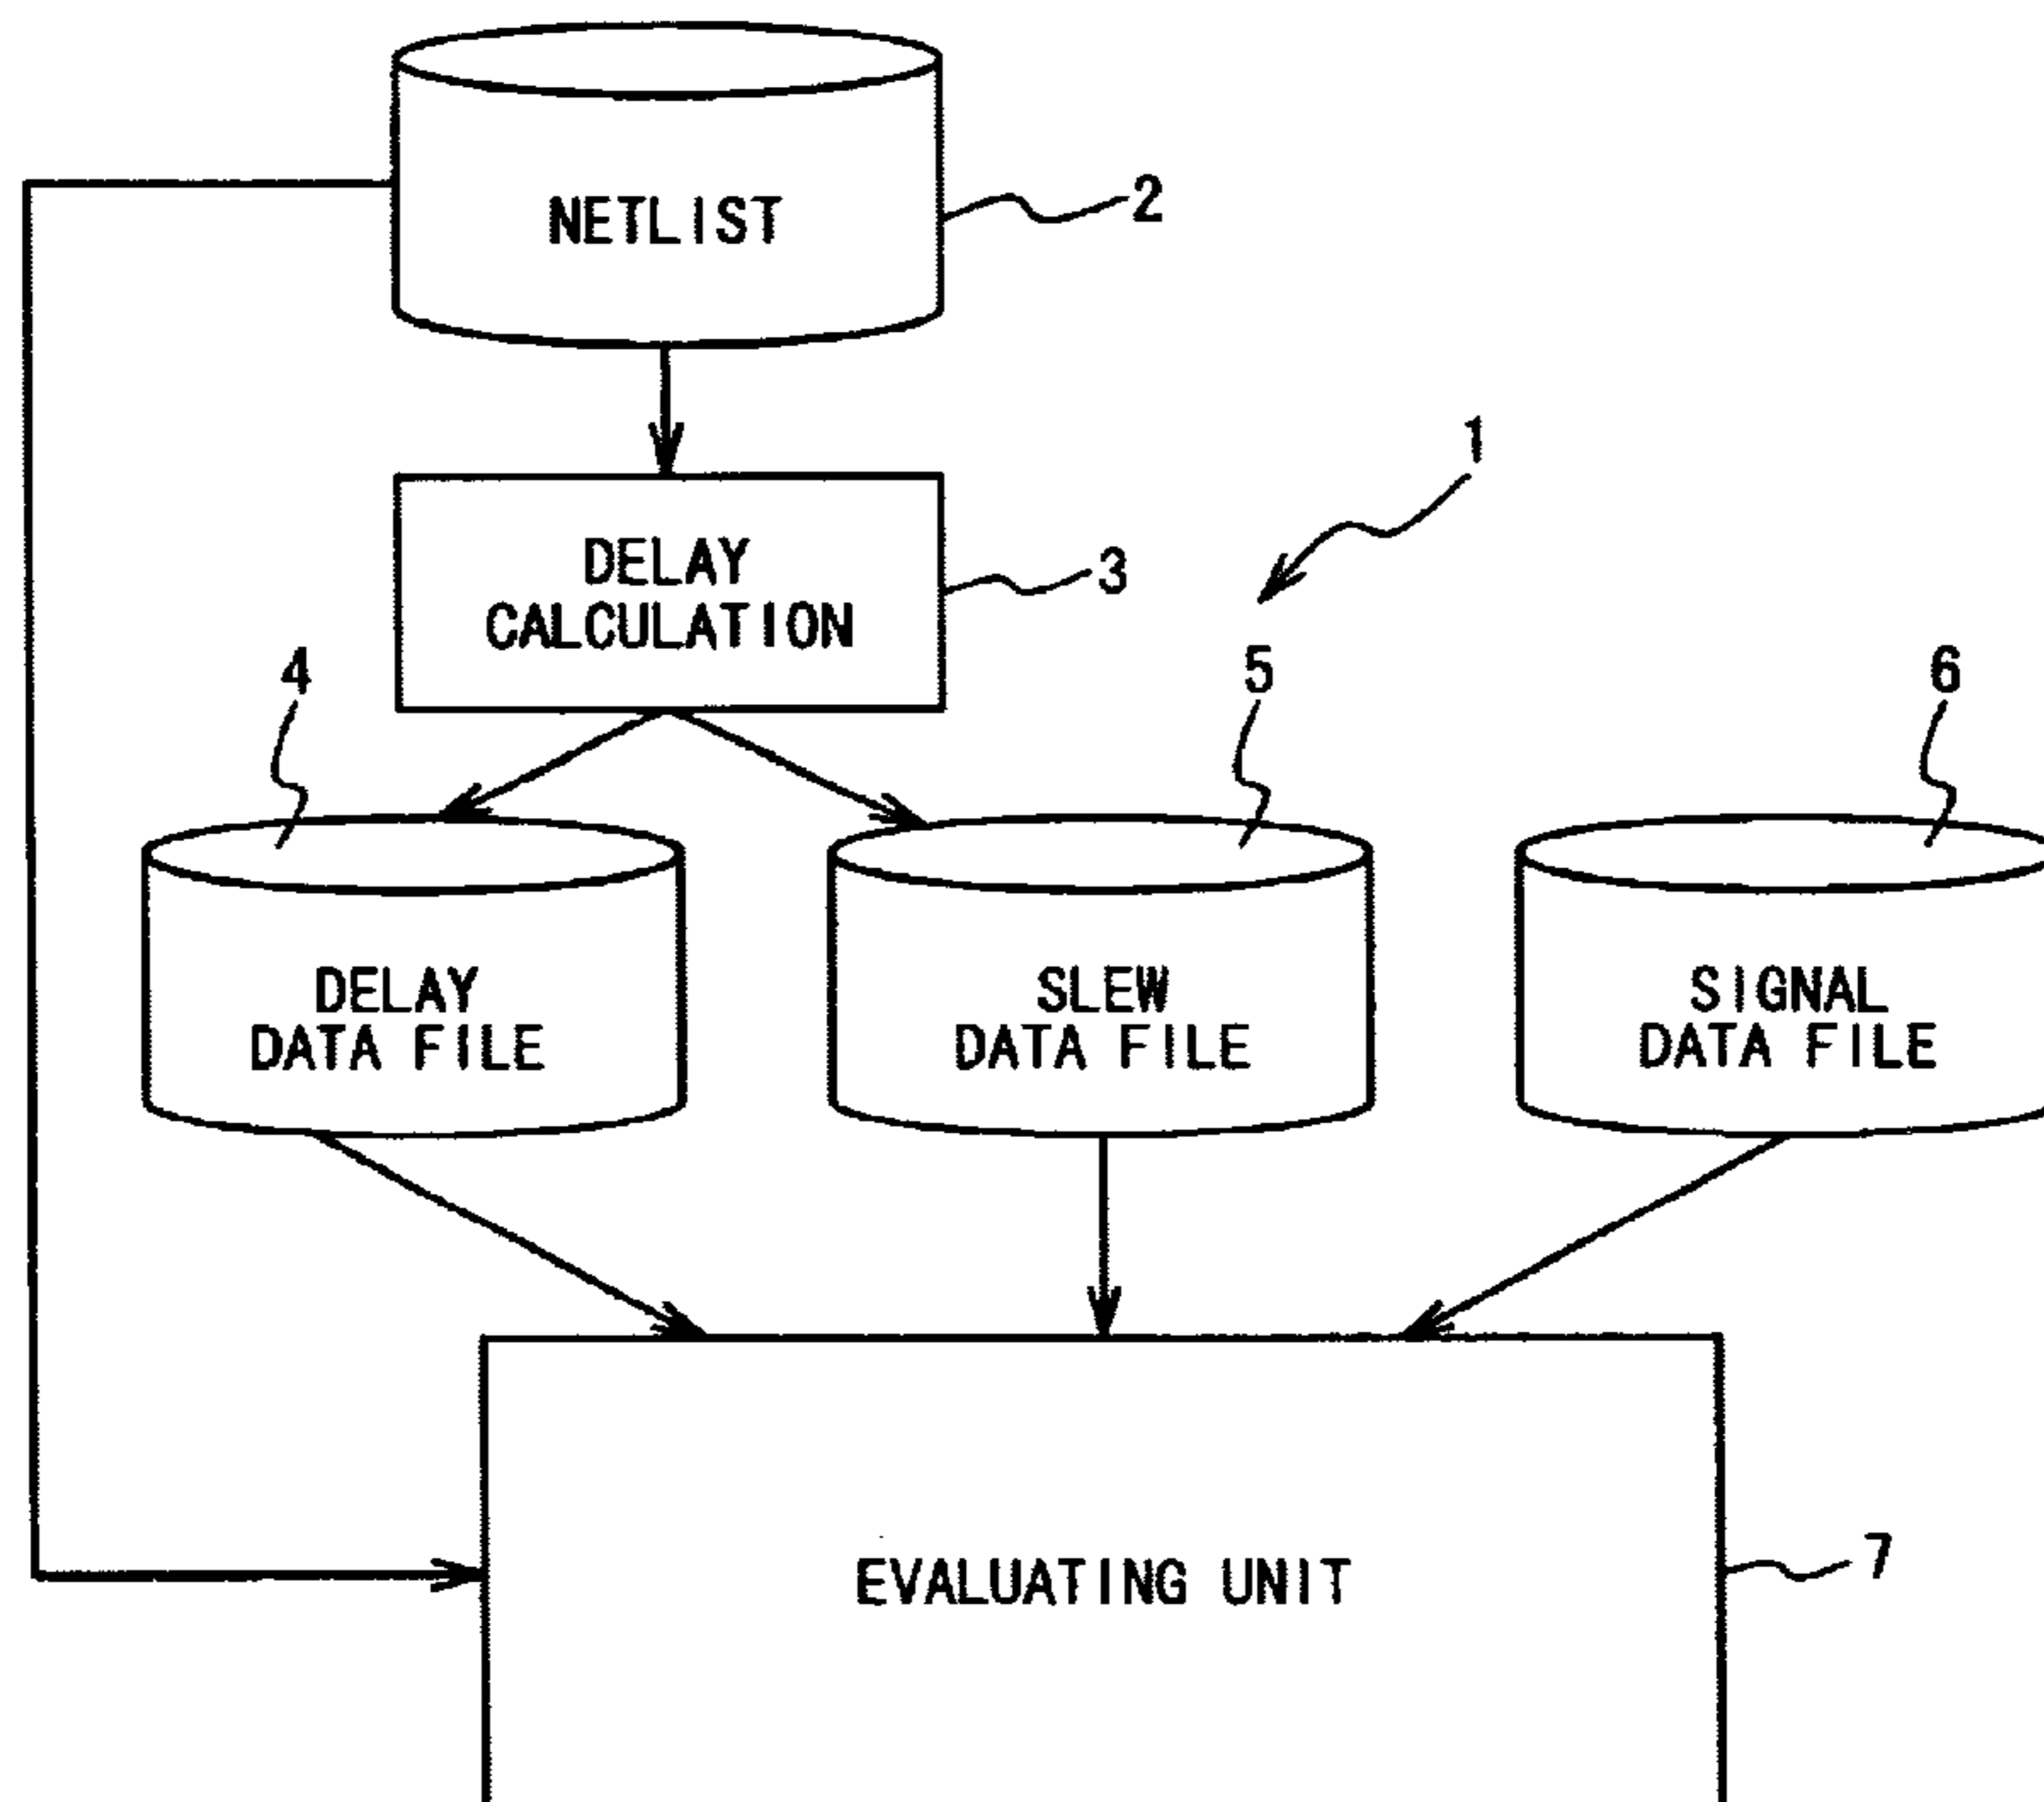 NETLIST
2
1
DELAY
CALCULATION
3
4
5
6
DELAY
DATA FILE
SLEW
DATA FILE
SIGNAL
DATA FILE
EVALUATING UNIT
7